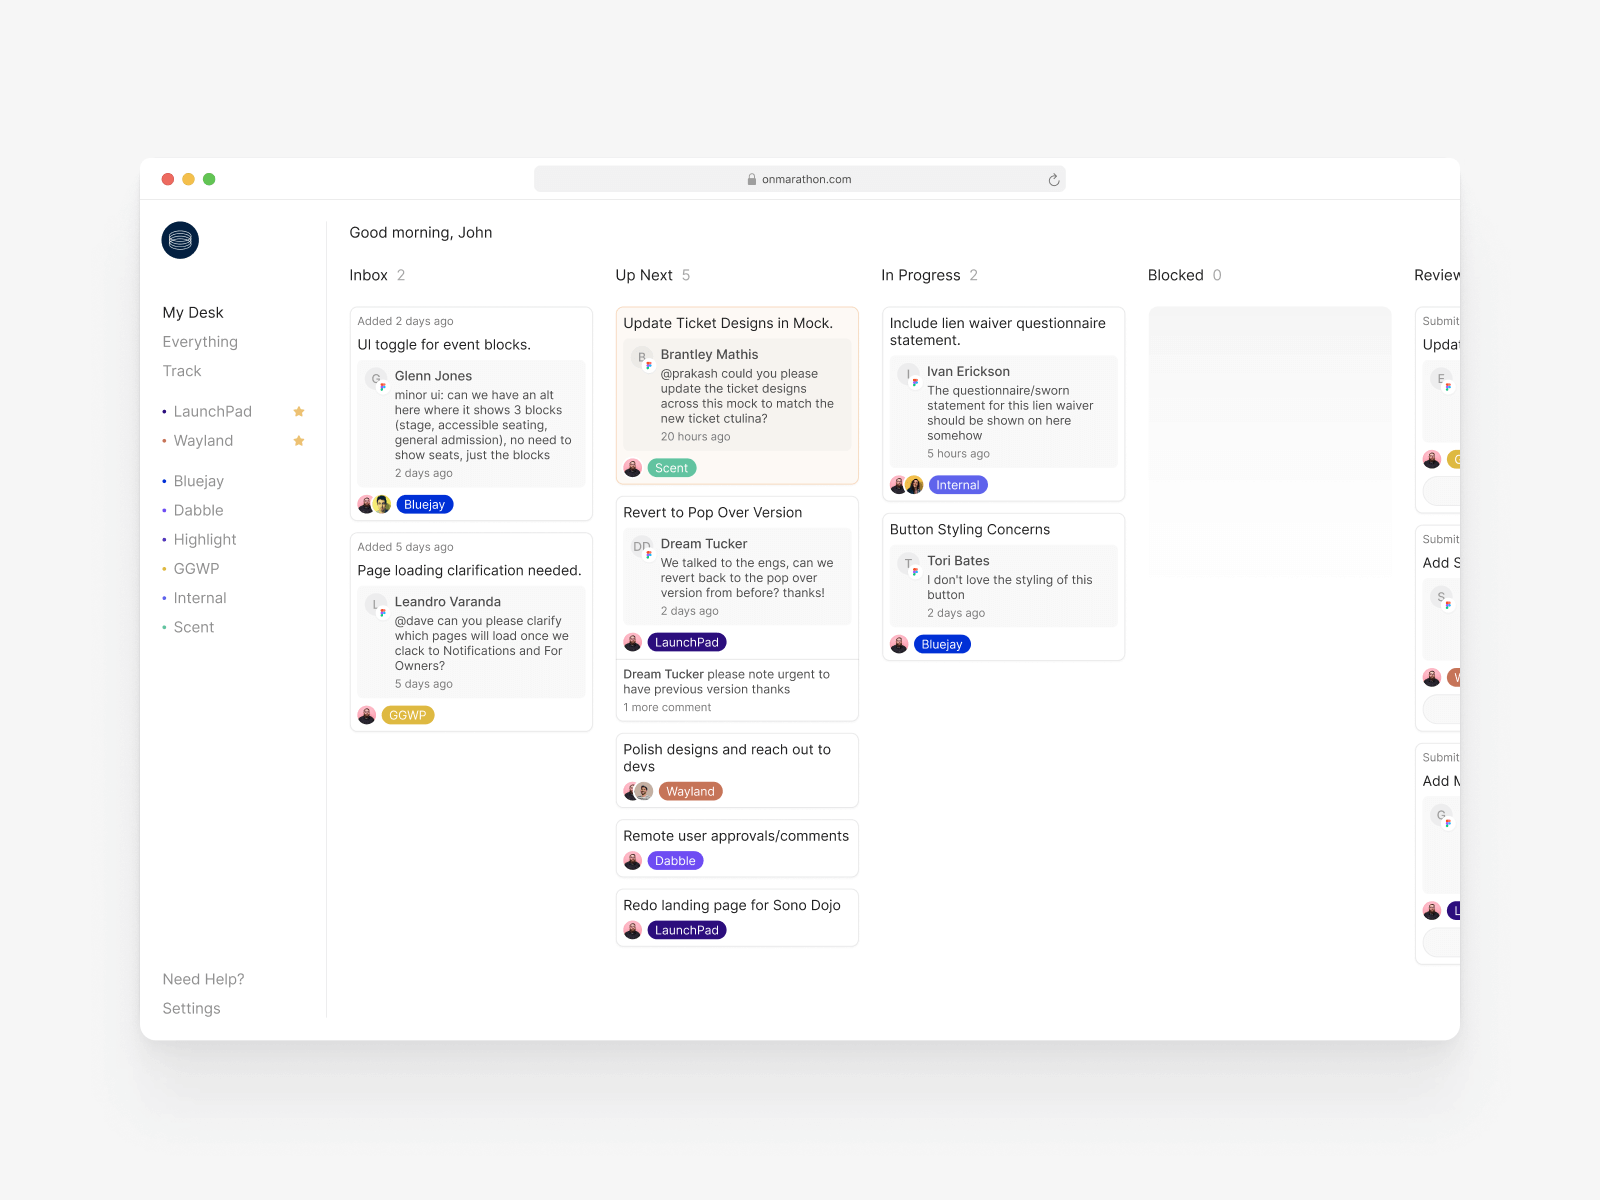 onmarathon.com
Good morning, John
My Desk
Everything
Track
LaunchPad
Wayland
Bluejay
Dabble
Highlight
GGWP
Internal
Scent
Need Help?
Settings
Inbox 2
Added 2 days ago
UI toggle for event blocks.
G
Glenn Jones
minor ui: can we have an alt
here where it shows 3 blocks
(stage, accessible seating,
general admission), no need to
show seats, just the blocks
2 days ago
Bluejay
Added 5 days ago
Page loading clarification needed.
L
Leandro Varanda
@dave can you please clarify
which pages will load once we
clack to Notifications and For
Owners?
5 days ago
GGWP
Up Next 5
Update Ticket Designs in Mock.
B
Brantley Mathis
@prakash could you please
update the ticket designs
across this mock to match the
new ticket ctulina?
20 hours ago
Scent
Revert to Pop Over Version
DD
Dream Tucker
We talked to the engs, can we
revert back to the pop over
version from before? thanks!
2 days ago
LaunchPad
Dream Tucker please note urgent to
have previous version thanks
1 more comment
Polish designs and reach out to
devs
Wayland
Remote user approvals/comments
Dabble
Redo landing page for Sono Dojo
LaunchPad
In Progress 2
Include lien waiver questionnaire
statement.
I
Ivan Erickson
The questionnaire/sworn
statement for this lien waiver
should be shown on here
somehow
5 hours ago
Internal
Button Styling Concerns
T
Tori Bates
I don't love the styling of this
button
2 days ago
Bluejay
Blocked 0
Review
Submit
Updat
E
Submit
Add S
S
Submit
Add M
G
L